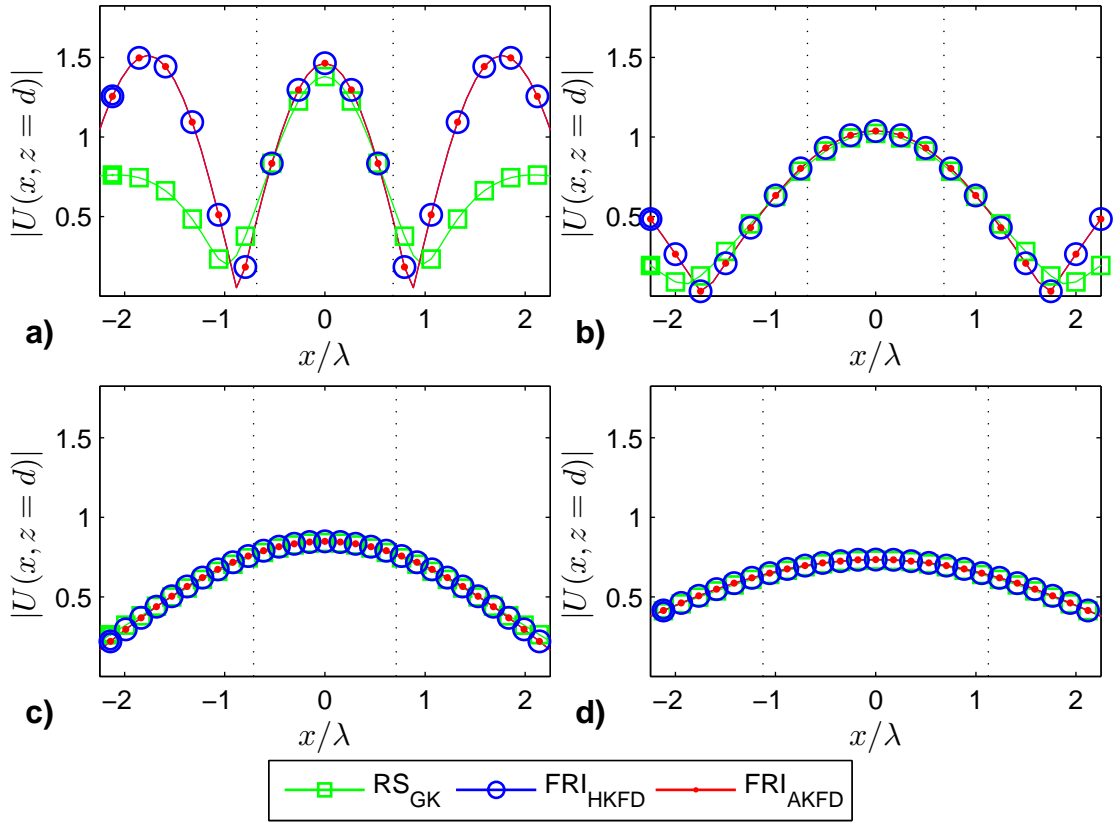 1.5
1
0.5
|U(x, z = d)|
−2 −1 0 1 2
x/λ
a)
1.5
1
0.5
|U(x, z = d)|
−2 −1 0 1 2
x/λ
b)
1.5
1
0.5
|U(x, z = d)|
−2 −1 0 1 2
x/λ
c)
1.5
1
0.5
|U(x, z = d)|
−2 −1 0 1 2
x/λ
d)
RS_GK FRI_HKFD FRI_AKFD